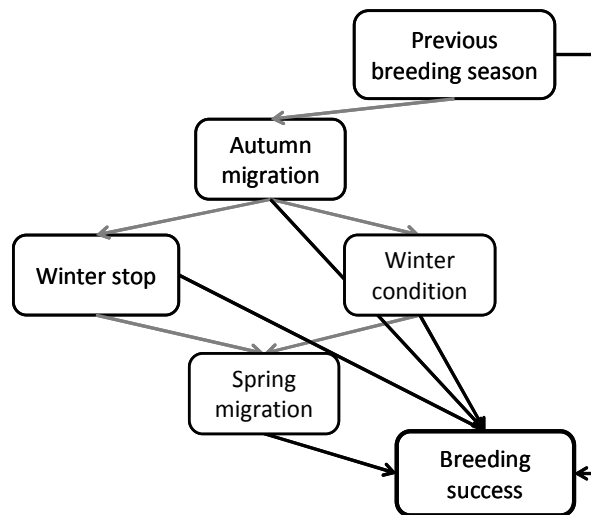 Previous
breeding season
Autumn
migration
Winter stop
Winter
condition
Spring
migration
Breeding
success